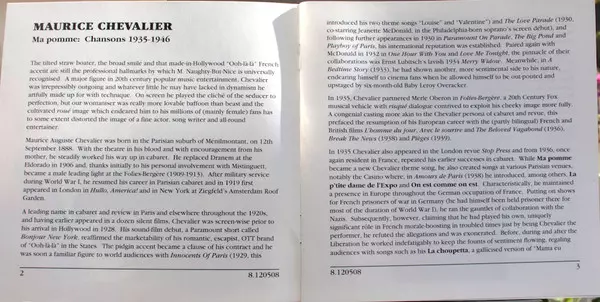 MAURICE CHEVALIER
Ma pomme: Chansons 1935-1946
The tilted straw boater, the broad smile and that made-in-Hollywood "Ooh-là-là" French
accent are still the professional hallmarks by which M. Naughty-But-Nice is universally
recognised. A major figure in 20th century popular music entertainment, Chevalier
was irrepressibly outgoing and whatever little he may have lacked in dynamism he
artfully made up for with technique. On screen he played the cliché of the seducer to
perfection, but our womaniser was really more lovable buffoon than beast and the
cultivated roué image which endeared him to his millions of (mainly female) fans has
to some extent distorted the image of a fine actor, song writer and all-round
entertainer.
Maurice Auguste Chevalier was born in the Parisian suburb of Menilmontant, on 12th
September 1888. With the theatre in his blood and with encouragement from his
mother, he steadily worked his way up in cabaret. He replaced Dranem at the
Eldorado in 1906 and, thanks initially to his personal involvement with Mistinguett,
became a male leading light at the Folies-Bergère (1909-1913). After military service
during World War I, he resumed his career in Parisian cabaret and in 1919 first
appeared in London in Hullo, America! and in New York at Ziegfeld's Amsterdam Roof
Garden.
A leading name in cabaret and review in Paris and elsewhere throughout the 1920s,
and having earlier appeared in a dozen silent films, Chevalier was screen-wise prior to
his arrival in Hollywood in 1928. His sound-film debut, a Paramount short called
Bonjour New York, reaffirmed the marketability of his romantic, escapist, OTT brand
of "Ooh-là-là" in the States. The pidgin accent became a clause of his contract and he
was soon a familiar figure to world audiences with Innocents Of Paris (1929, this
2
8.120508
introduced his two theme songs "Louise" and "Valentine") and The Love Parade (1930,
co-starring Jeanette McDonald, in the Philadelphia-born soprano's screen debut), and
following further appearances in 1930 in Paramount On Parade, The Big Pond and
Playboy of Paris, his international reputation was established. Paired again with
McDonald in 1932 in One Hour With You and Love Me Tonight, the pinnacle of their
collaborations was Ernst Lubitsch's lavish 1934 Merry Widow. Meanwhile, in A
Bedtime Story (1933), he had shown another, more sentimental side to his nature,
endearing himself to cinema fans when he allowed himself to be out-pouted and
upstaged by six-month-old Baby Leroy Overacker.
In 1935, Chevalier partnered Merle Oberon in Folies-Bergère, a 20th Century Fox
musical vehicle with risqué dialogue contrived to exploit his cheeky image more fully.
A congenial casting more akin to the Chevalier persona of cabaret and revue, this
prefaced the resumption of his European career with the (partly bilingual) French and
British films L'homme du jour, Avec le sourire and The Beloved Vagabond (1936),
Break The News (1938) and Pièges (1939).
In 1935 Chevalier also appeared in the London revue Stop Press and from 1936, once
again resident in France, repeated his earlier successes in cabaret. While Ma pomme
became a new Chevalier theme song, he also created songs at various Parisian venues,
notably the Casino where, in Amours de Paris (1938) he introduced, among others, La
p'tite dame de l'Expo and On est comme on est. Characteristically, he maintained
a presence in Europe throughout the German occupation of France. Putting on shows
for French prisoners of war in Germany (he had himself been held prisoner there for
most of the duration of World War I), he ran the gauntlet of collaboration with the
Nazis. Subsequently, however, claiming that he had played his own, uniquely
significant role in French morale-boosting in troubled times just by being Chevalier the
performer, he refuted the allegations and was exonerated. Before, during and after the
Liberation he worked indefatigably to keep the founts of sentiment flowing, regaling
audiences with songs such as his La choupetta, a gallicised version of "Mama eu
8.120508
3